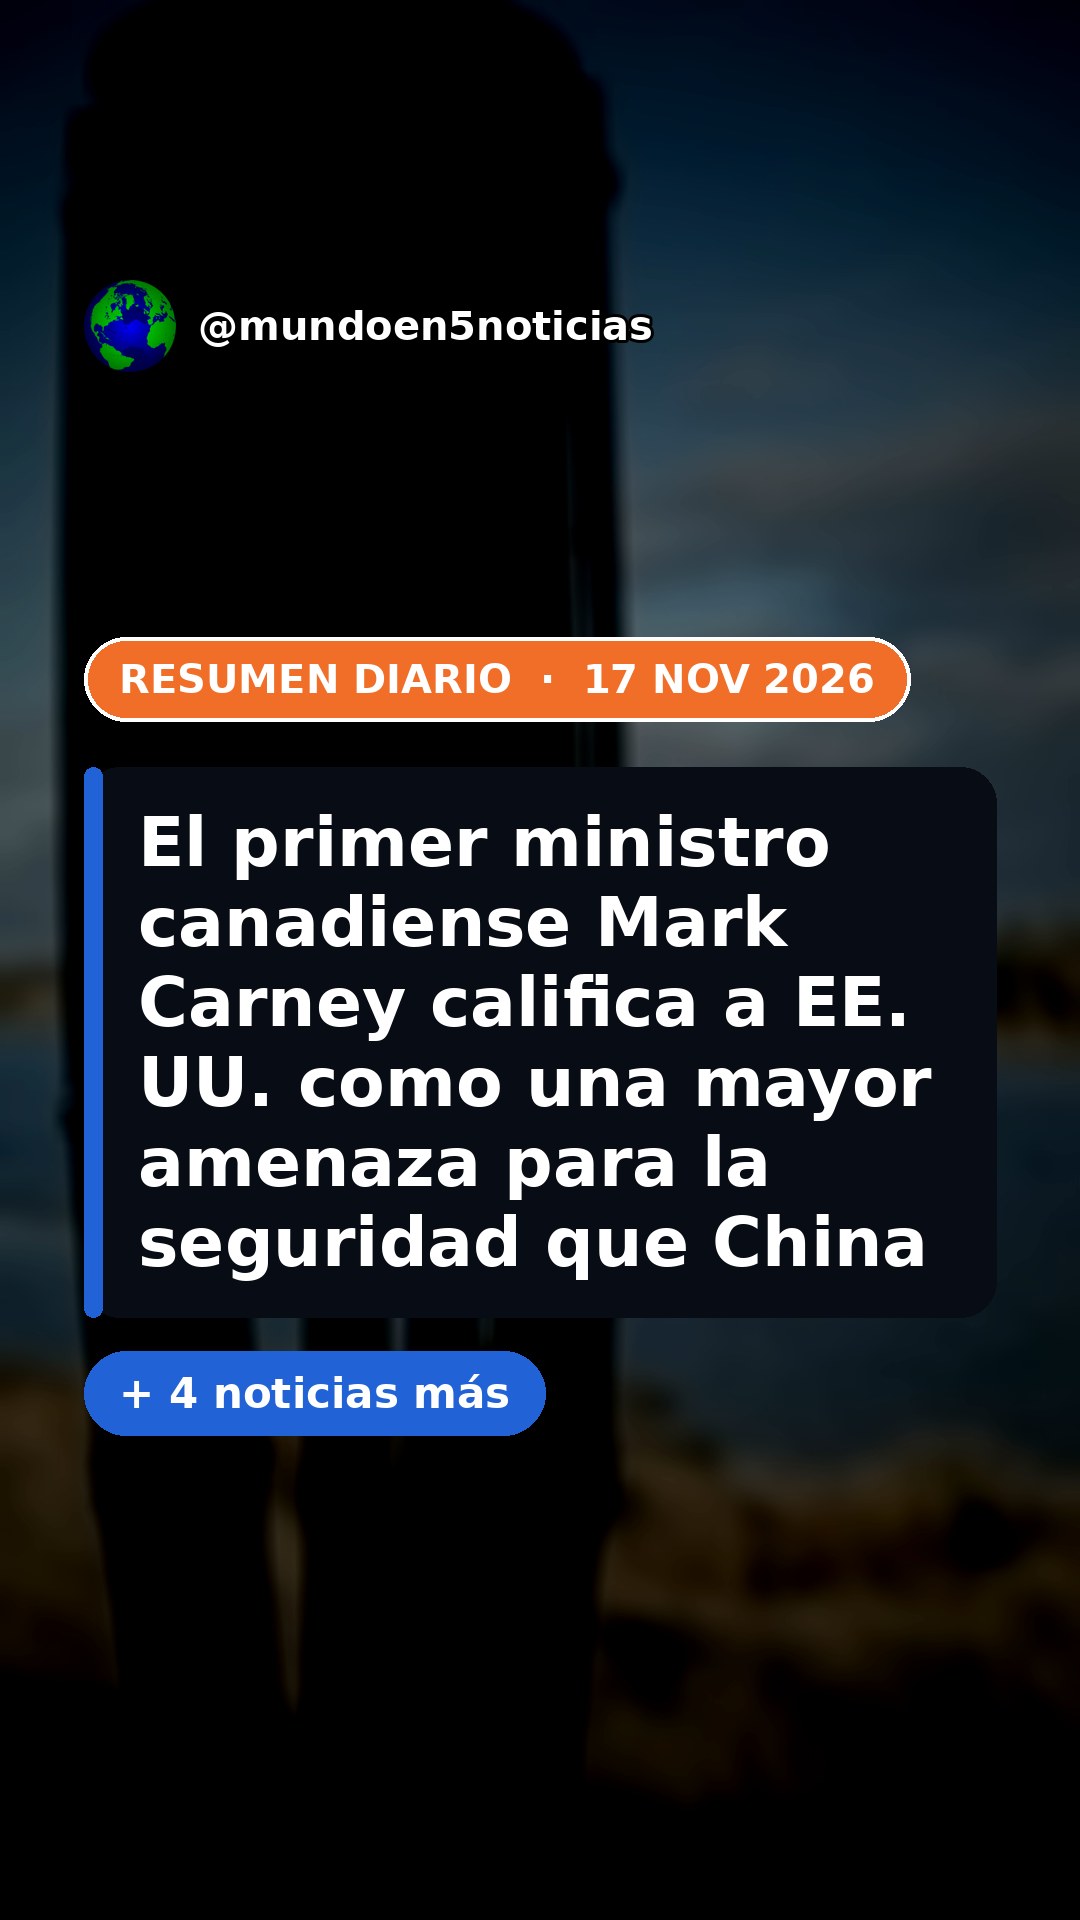 @mundoen5noticias
RESUMEN DIARIO · 17 NOV 2026
El primer ministro
canadiense Mark
Carney califica a EE.
UU. como una mayor
amenaza para la
seguridad que China
+ 4 noticias más